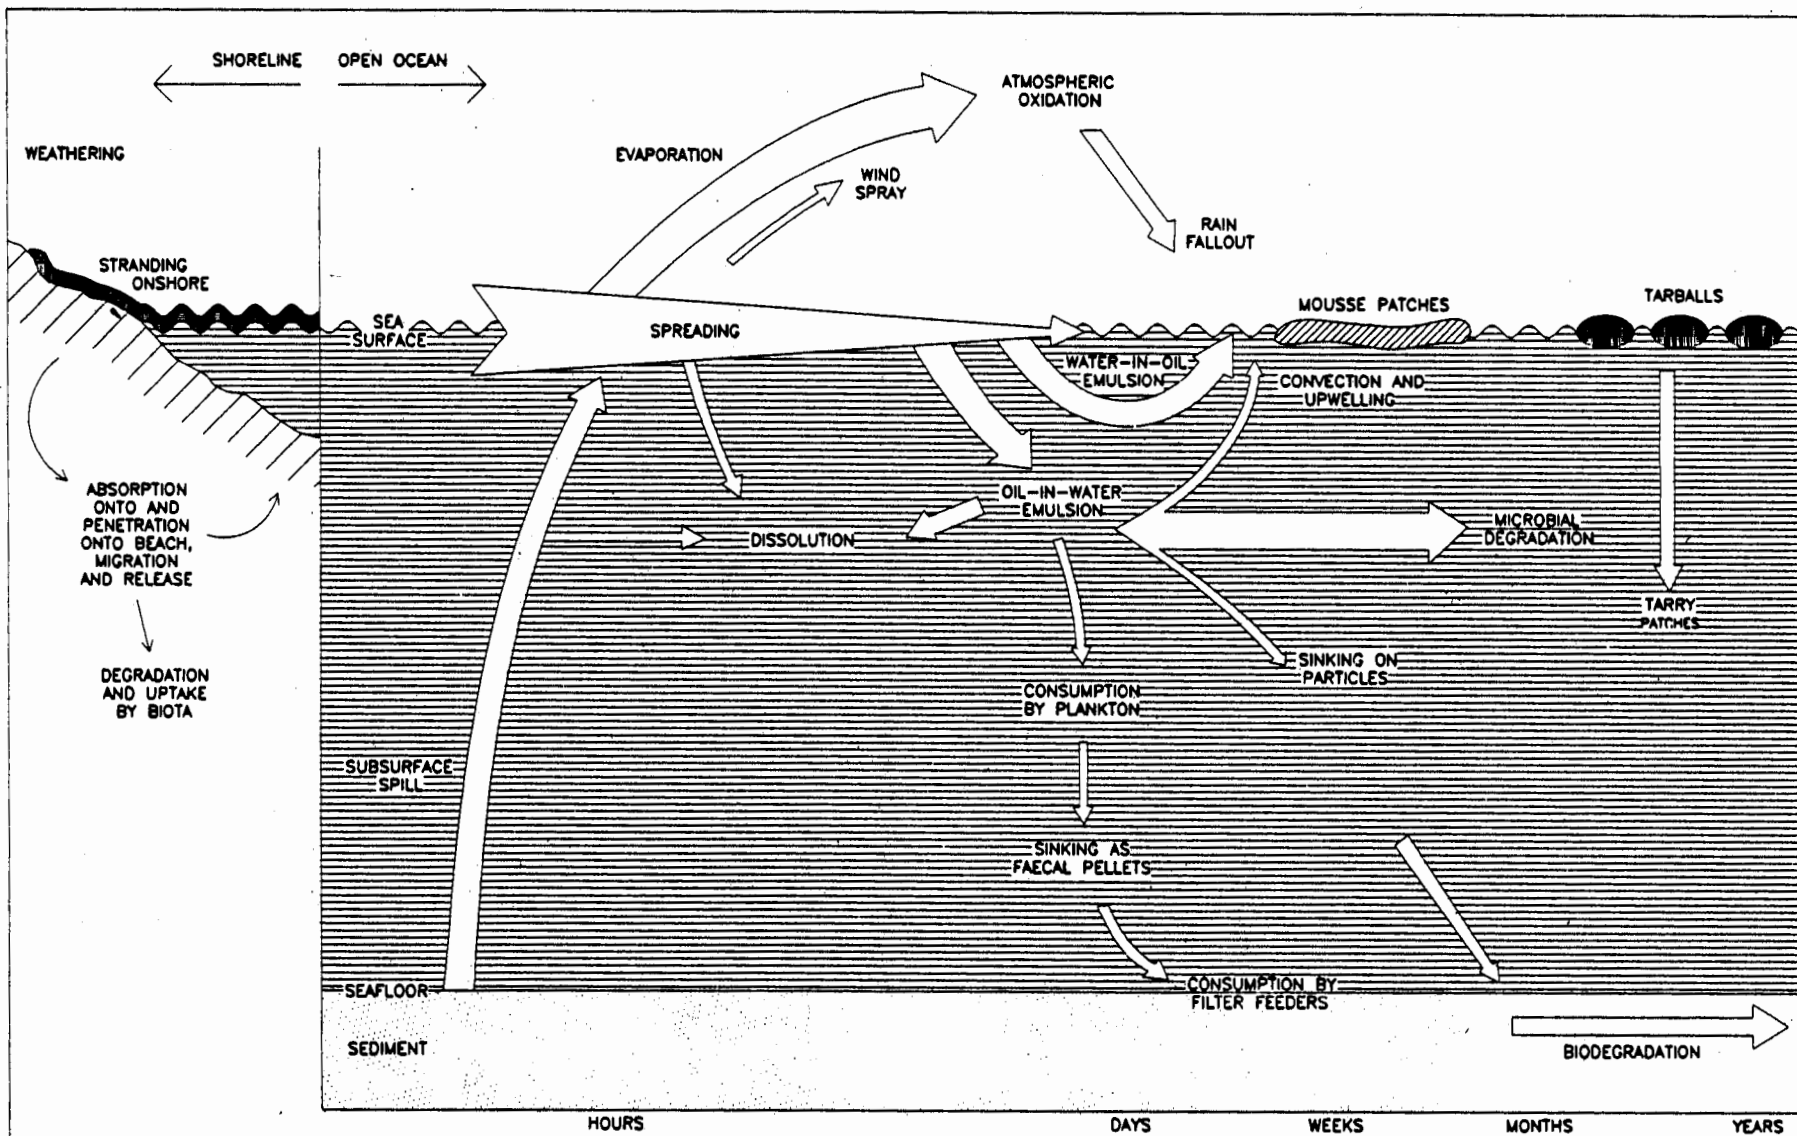 SHORELINE
OPEN OCEAN
ATMOSPHERIC
OXIDATION
WEATHERING
EVAPORATION
WIND
SPRAY
RAIN
FALLOUT
STRANDING
ONSHORE
SEA
SURFACE
SPREADING
MOUSSE PATCHES
TARBALLS
WATER-IN-OIL
EMULSION
CONVECTION AND
UPWELLING
ABSORPTION
ONTO AND
PENETRATION
ONTO BEACH,
MIGRATION
AND RELEASE
OIL-IN-WATER
EMULSION
DISSOLUTION
MICROBIAL
DEGRADATION
TARRY
PATCHES
DEGRADATION
AND UPTAKE
BY BIOTA
SINKING ON
PARTICLES
CONSUMPTION
BY PLANKTON
SUBSURFACE
SPILL
SINKING AS
FAECAL PELLETS
SEAFLOOR
CONSUMPTION BY
FILTER FEEDERS
SEDIMENT
BIODEGRADATION
HOURS
DAYS
WEEKS
MONTHS
YEARS